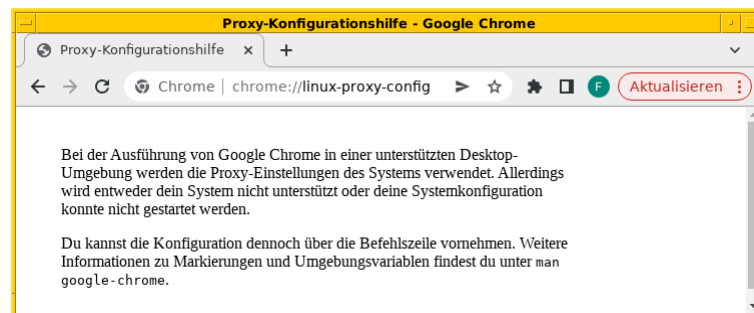 Proxy-Konfigurationshilfe - Google Chrome
Proxy-Konfigurationshilfe
Chrome | chrome://linux-proxy-config
F
Aktualisieren
Bei der Ausführung von Google Chrome in einer unterstützten Desktop-
Umgebung werden die Proxy-Einstellungen des Systems verwendet. Allerdings
wird entweder dein System nicht unterstützt oder deine Systemkonfiguration
konnte nicht gestartet werden.
Du kannst die Konfiguration dennoch über die Befehlszeile vornehmen. Weitere
Informationen zu Markierungen und Umgebungsvariablen findest du unter man
google-chrome.